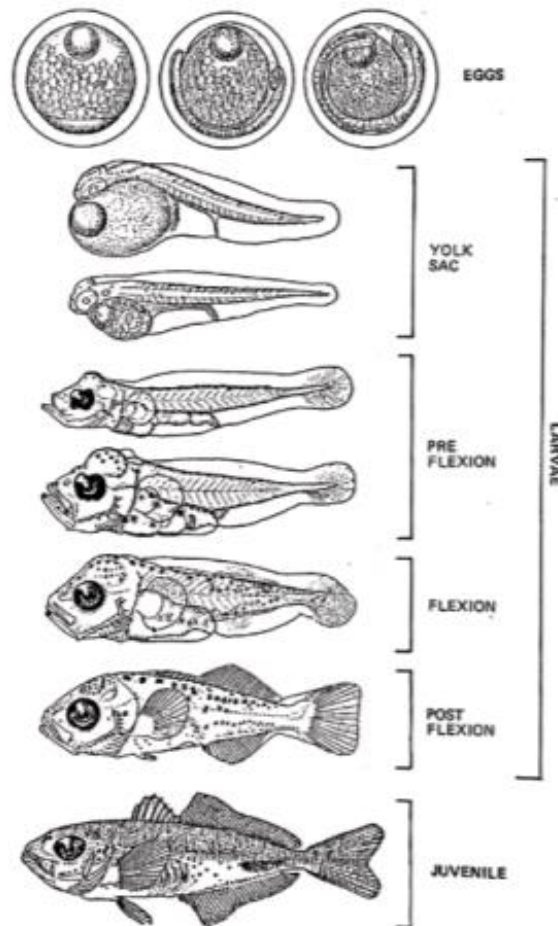 EGGS
YOLK
SAC
PRE
FLEXION
LARVAE
FLEXION
POST
FLEXION
JUVENILE